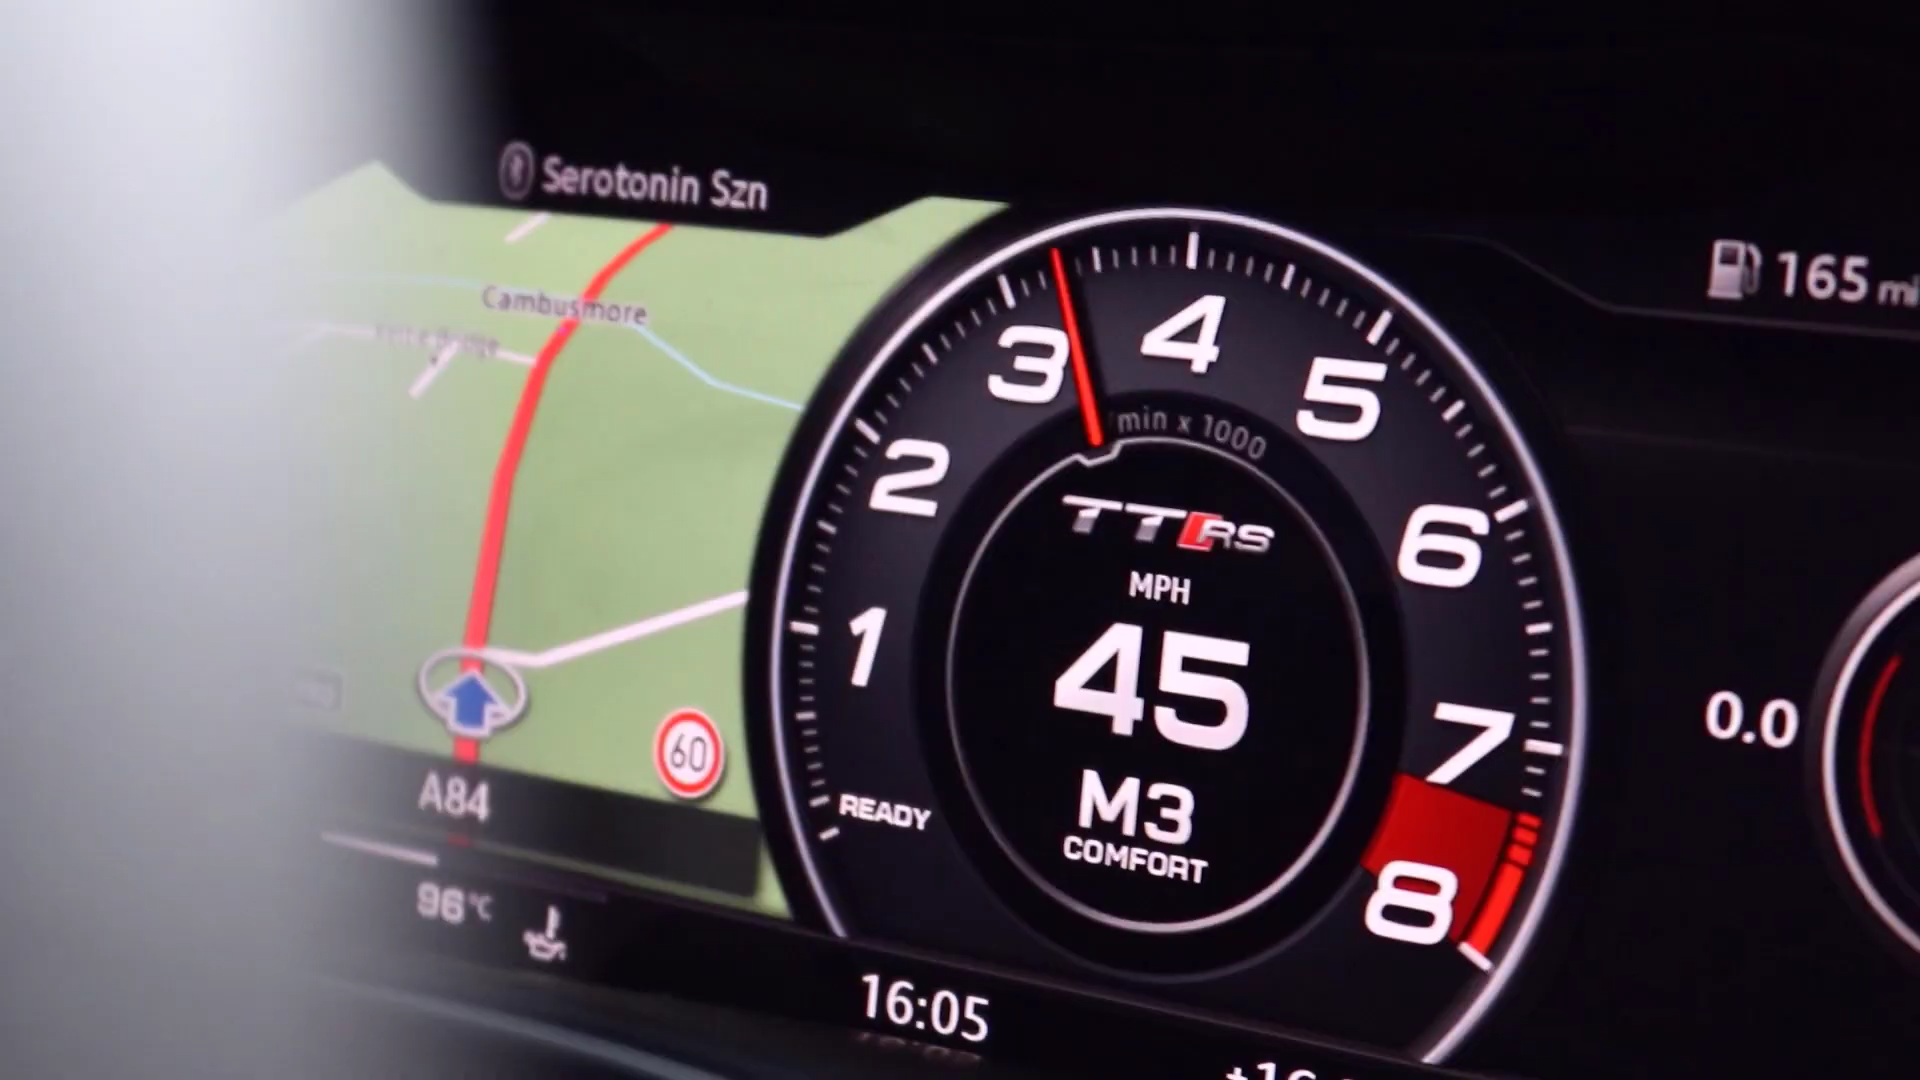 Serotonin Szn
165 mi
Cambusmore
4
3
5
min x 1000
2
6
TTRS
MPH
1
45
60
7
0.0
M3
A84
READY
COMFORT
8
96 °C
16:05